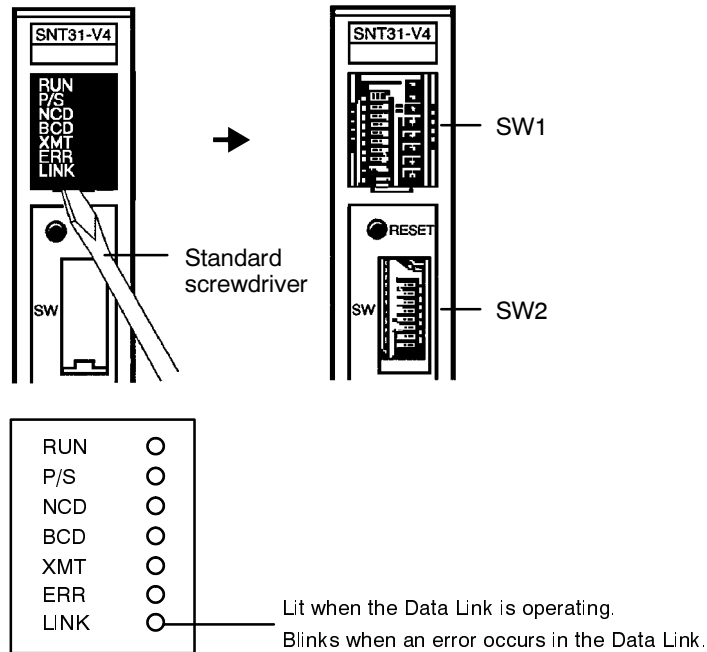 SNT31-V4
RUN
P/S
NCD
BCD
XMT
ERR
LINK
Standard
screwdriver
SW
SNT31-V4
SW1
RESET
SW
SW2
RUN
P/S
NCD
BCD
XMT
ERR
LINK
Lit when the Data Link is operating.
Blinks when an error occurs in the Data Link.